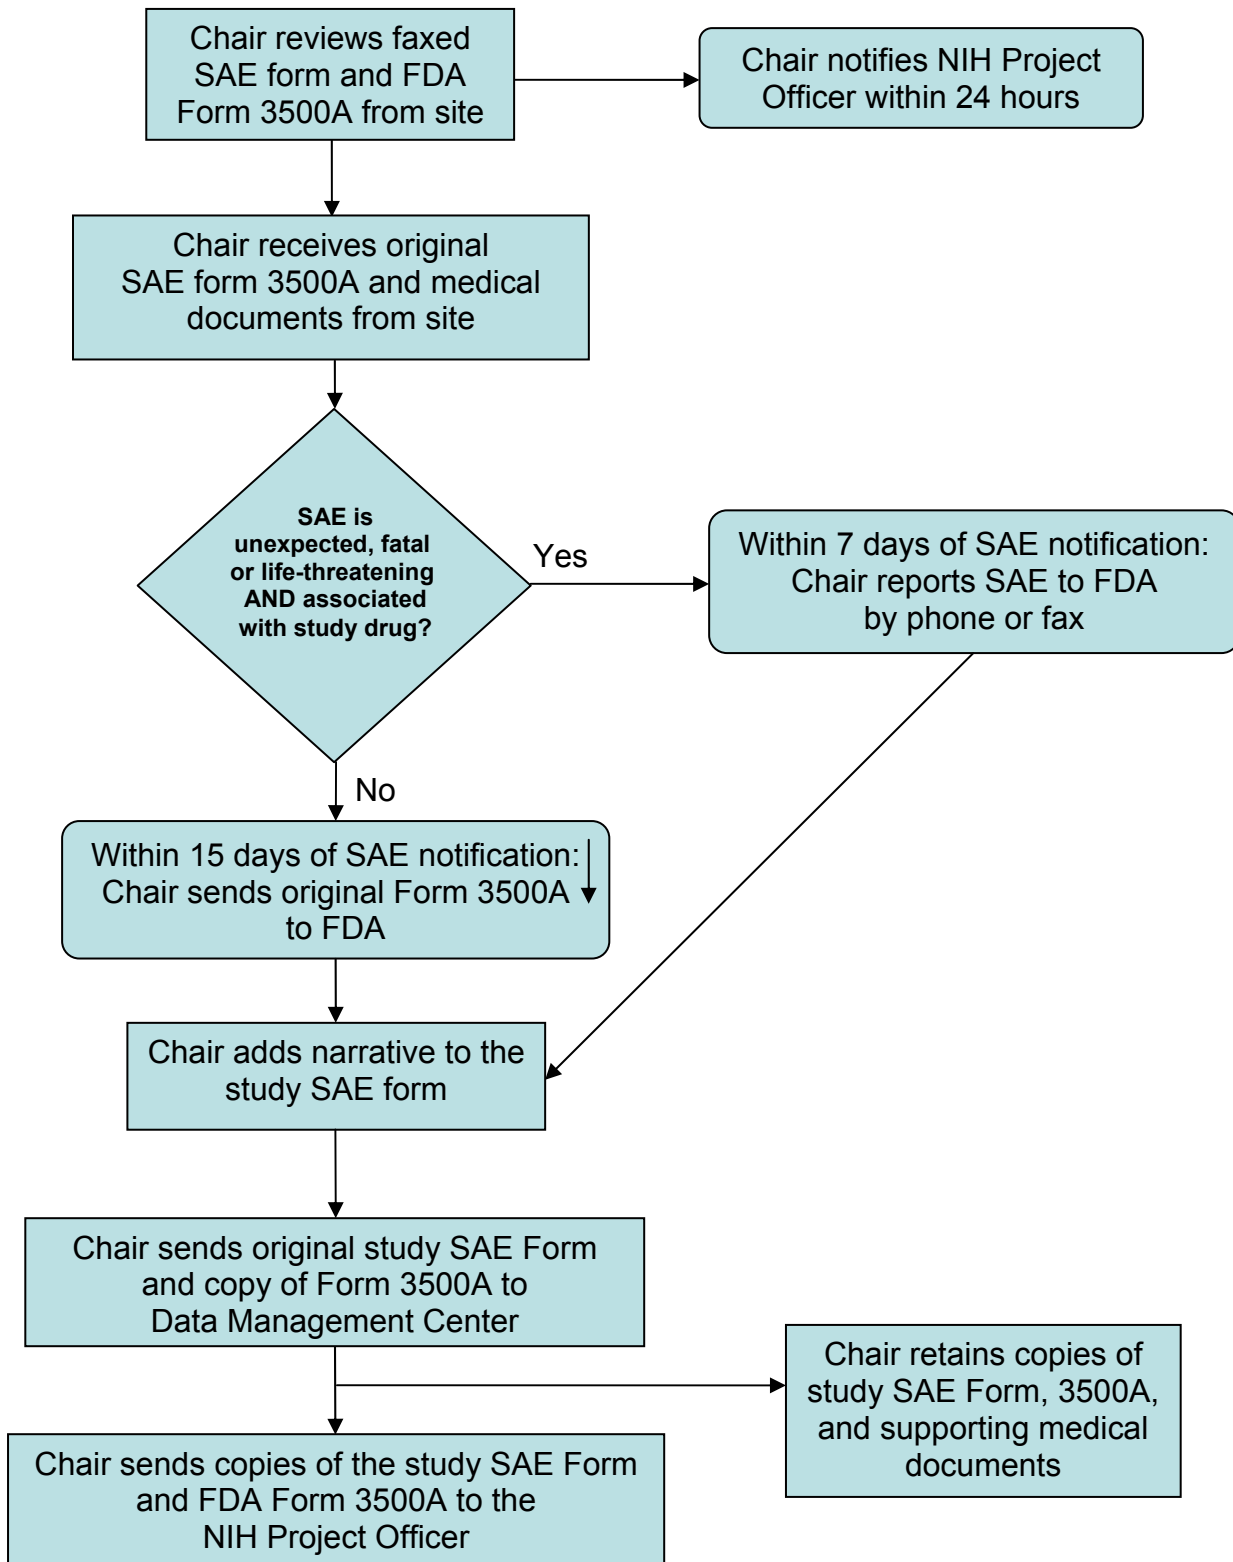 Chair reviews faxed
SAE form and FDA
Form 3500A from site
Chair notifies NIH Project
Officer within 24 hours
Chair receives original
SAE form 3500A and medical
documents from site
SAE is
unexpected, fatal
or life-threatening
AND associated
with study drug?
Yes
Within 7 days of SAE notification:
Chair reports SAE to FDA
by phone or fax
No
Within 15 days of SAE notification:
Chair sends original Form 3500A
to FDA
Chair adds narrative to the
study SAE form
Chair sends original study SAE Form
and copy of Form 3500A to
Data Management Center
Chair retains copies of
study SAE Form, 3500A,
and supporting medical
documents
Chair sends copies of the study SAE Form
and FDA Form 3500A to the
NIH Project Officer